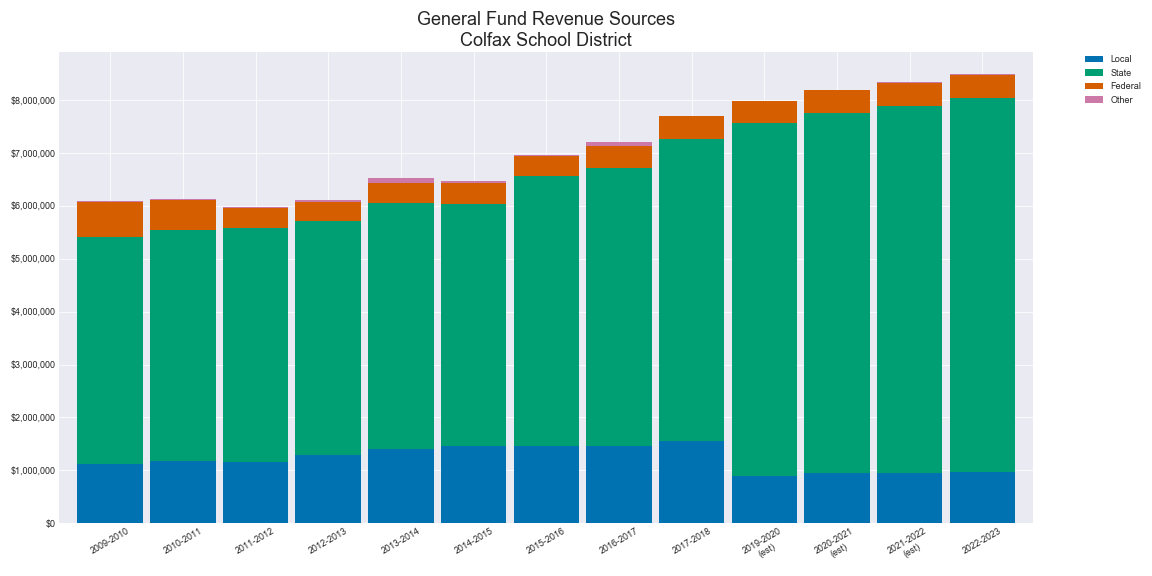 General Fund Revenue Sources
Colfax School District
Local
State
Federal
Other
$8,000,000
$7,000,000
$6,000,000
$5,000,000
$4,000,000
$3,000,000
$2,000,000
$1,000,000
$0
2009-2010
2010-2011
2011-2012
2012-2013
2013-2014
2014-2015
2015-2016
2016-2017
2017-2018
2019-2020
(est)
2020-2021
(est)
2021-2022
(est)
2022-2023